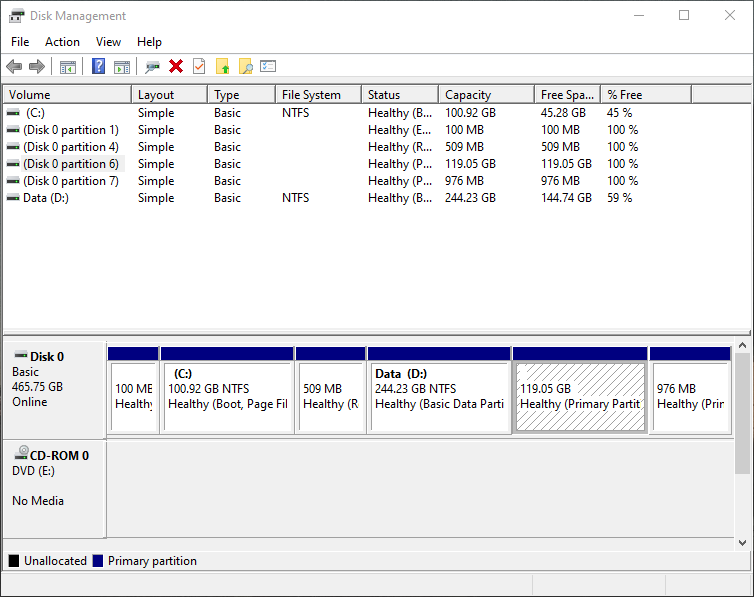 Disk Management
File Action View Help
Volume Layout Type File System Status Capacity Free Spa... % Free
(C:) Simple Basic NTFS Healthy (B... 100.92 GB 45.28 GB 45 %
(Disk 0 partition 1) Simple Basic Healthy (E... 100 MB 100 MB 100 %
(Disk 0 partition 4) Simple Basic Healthy (R... 509 MB 509 MB 100 %
(Disk 0 partition 6) Simple Basic Healthy (P... 119.05 GB 119.05 GB 100 %
(Disk 0 partition 7) Simple Basic Healthy (P... 976 MB 976 MB 100 %
Data (D:) Simple Basic NTFS Healthy (B... 244.23 GB 144.74 GB 59 %
Disk 0
Basic
465.75 GB
Online
100 ME
Healthy
(C:)
100.92 GB NTFS
Healthy (Boot, Page Fil
509 MB
Healthy (R
Data (D:)
244.23 GB NTFS
Healthy (Basic Data Parti
119.05 GB
Healthy (Primary Partit
976 MB
Healthy (Prir
CD-ROM 0
DVD (E:)
No Media
Unallocated Primary partition